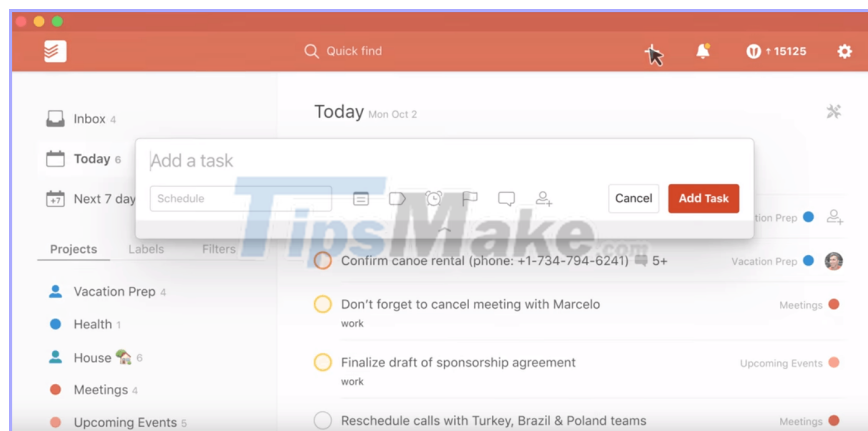 Quick find
15125
Inbox 4
Today Mon Oct 2
Today 6
Add a task
Next 7 day
Schedule
Cancel
Add Task
TipsMake.com
tion Prep
Projects Labels Filters
Confirm canoe rental (phone: +1-734-794-6241) 5+
Vacation Prep
Vacation Prep 4
Don't forget to cancel meeting with Marcelo
Meetings
work
Health 1
House 6
Finalize draft of sponsorship agreement
Upcoming Events
work
Meetings 4
Upcoming Events 5
Reschedule calls with Turkey, Brazil & Poland teams
Meetings